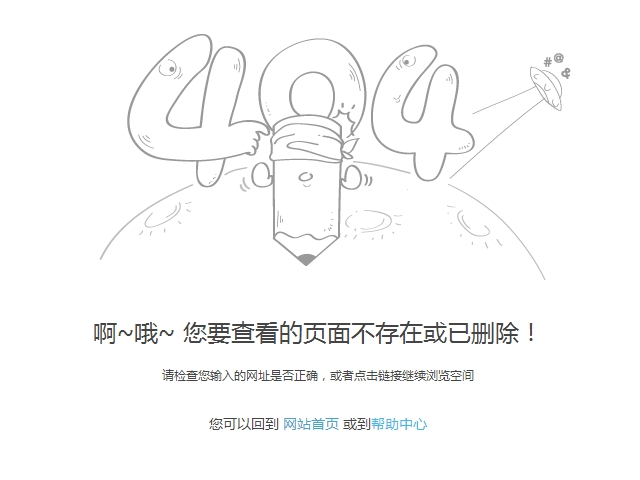 404
#@&
啊~哦~ 您要查看的页面不存在或已删除！
请检查您输入的网址是否正确，或者点击链接继续浏览空间
您可以回到 网站首页 或到帮助中心